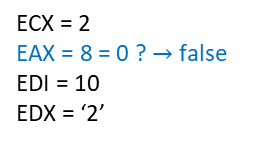 ECX = 2
EAX = 8 = 0 ? → false
EDI = 10
EDX = ‘2’